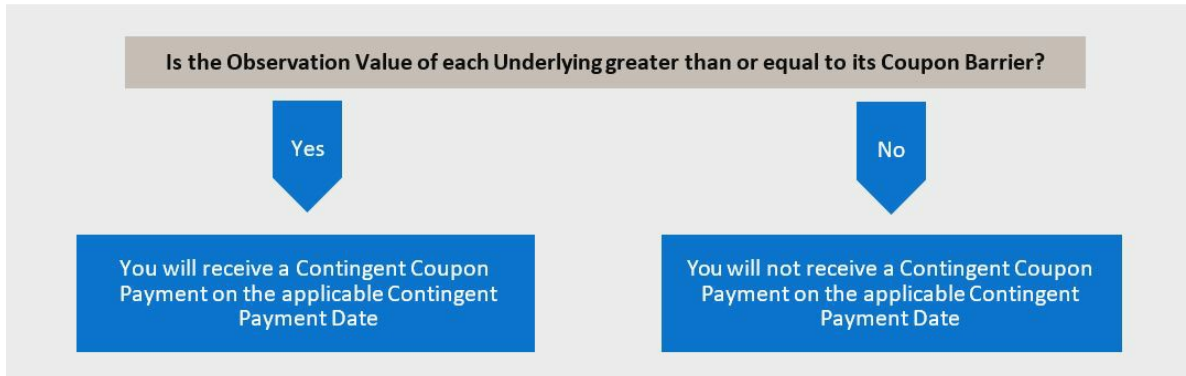 Is the Observation Value of each Underlying greater than or equal to its Coupon Barrier?
Yes
No
You will receive a Contingent Coupon
Payment on the applicable Contingent
Payment Date
You will not receive a Contingent Coupon
Payment on the applicable Contingent
Payment Date